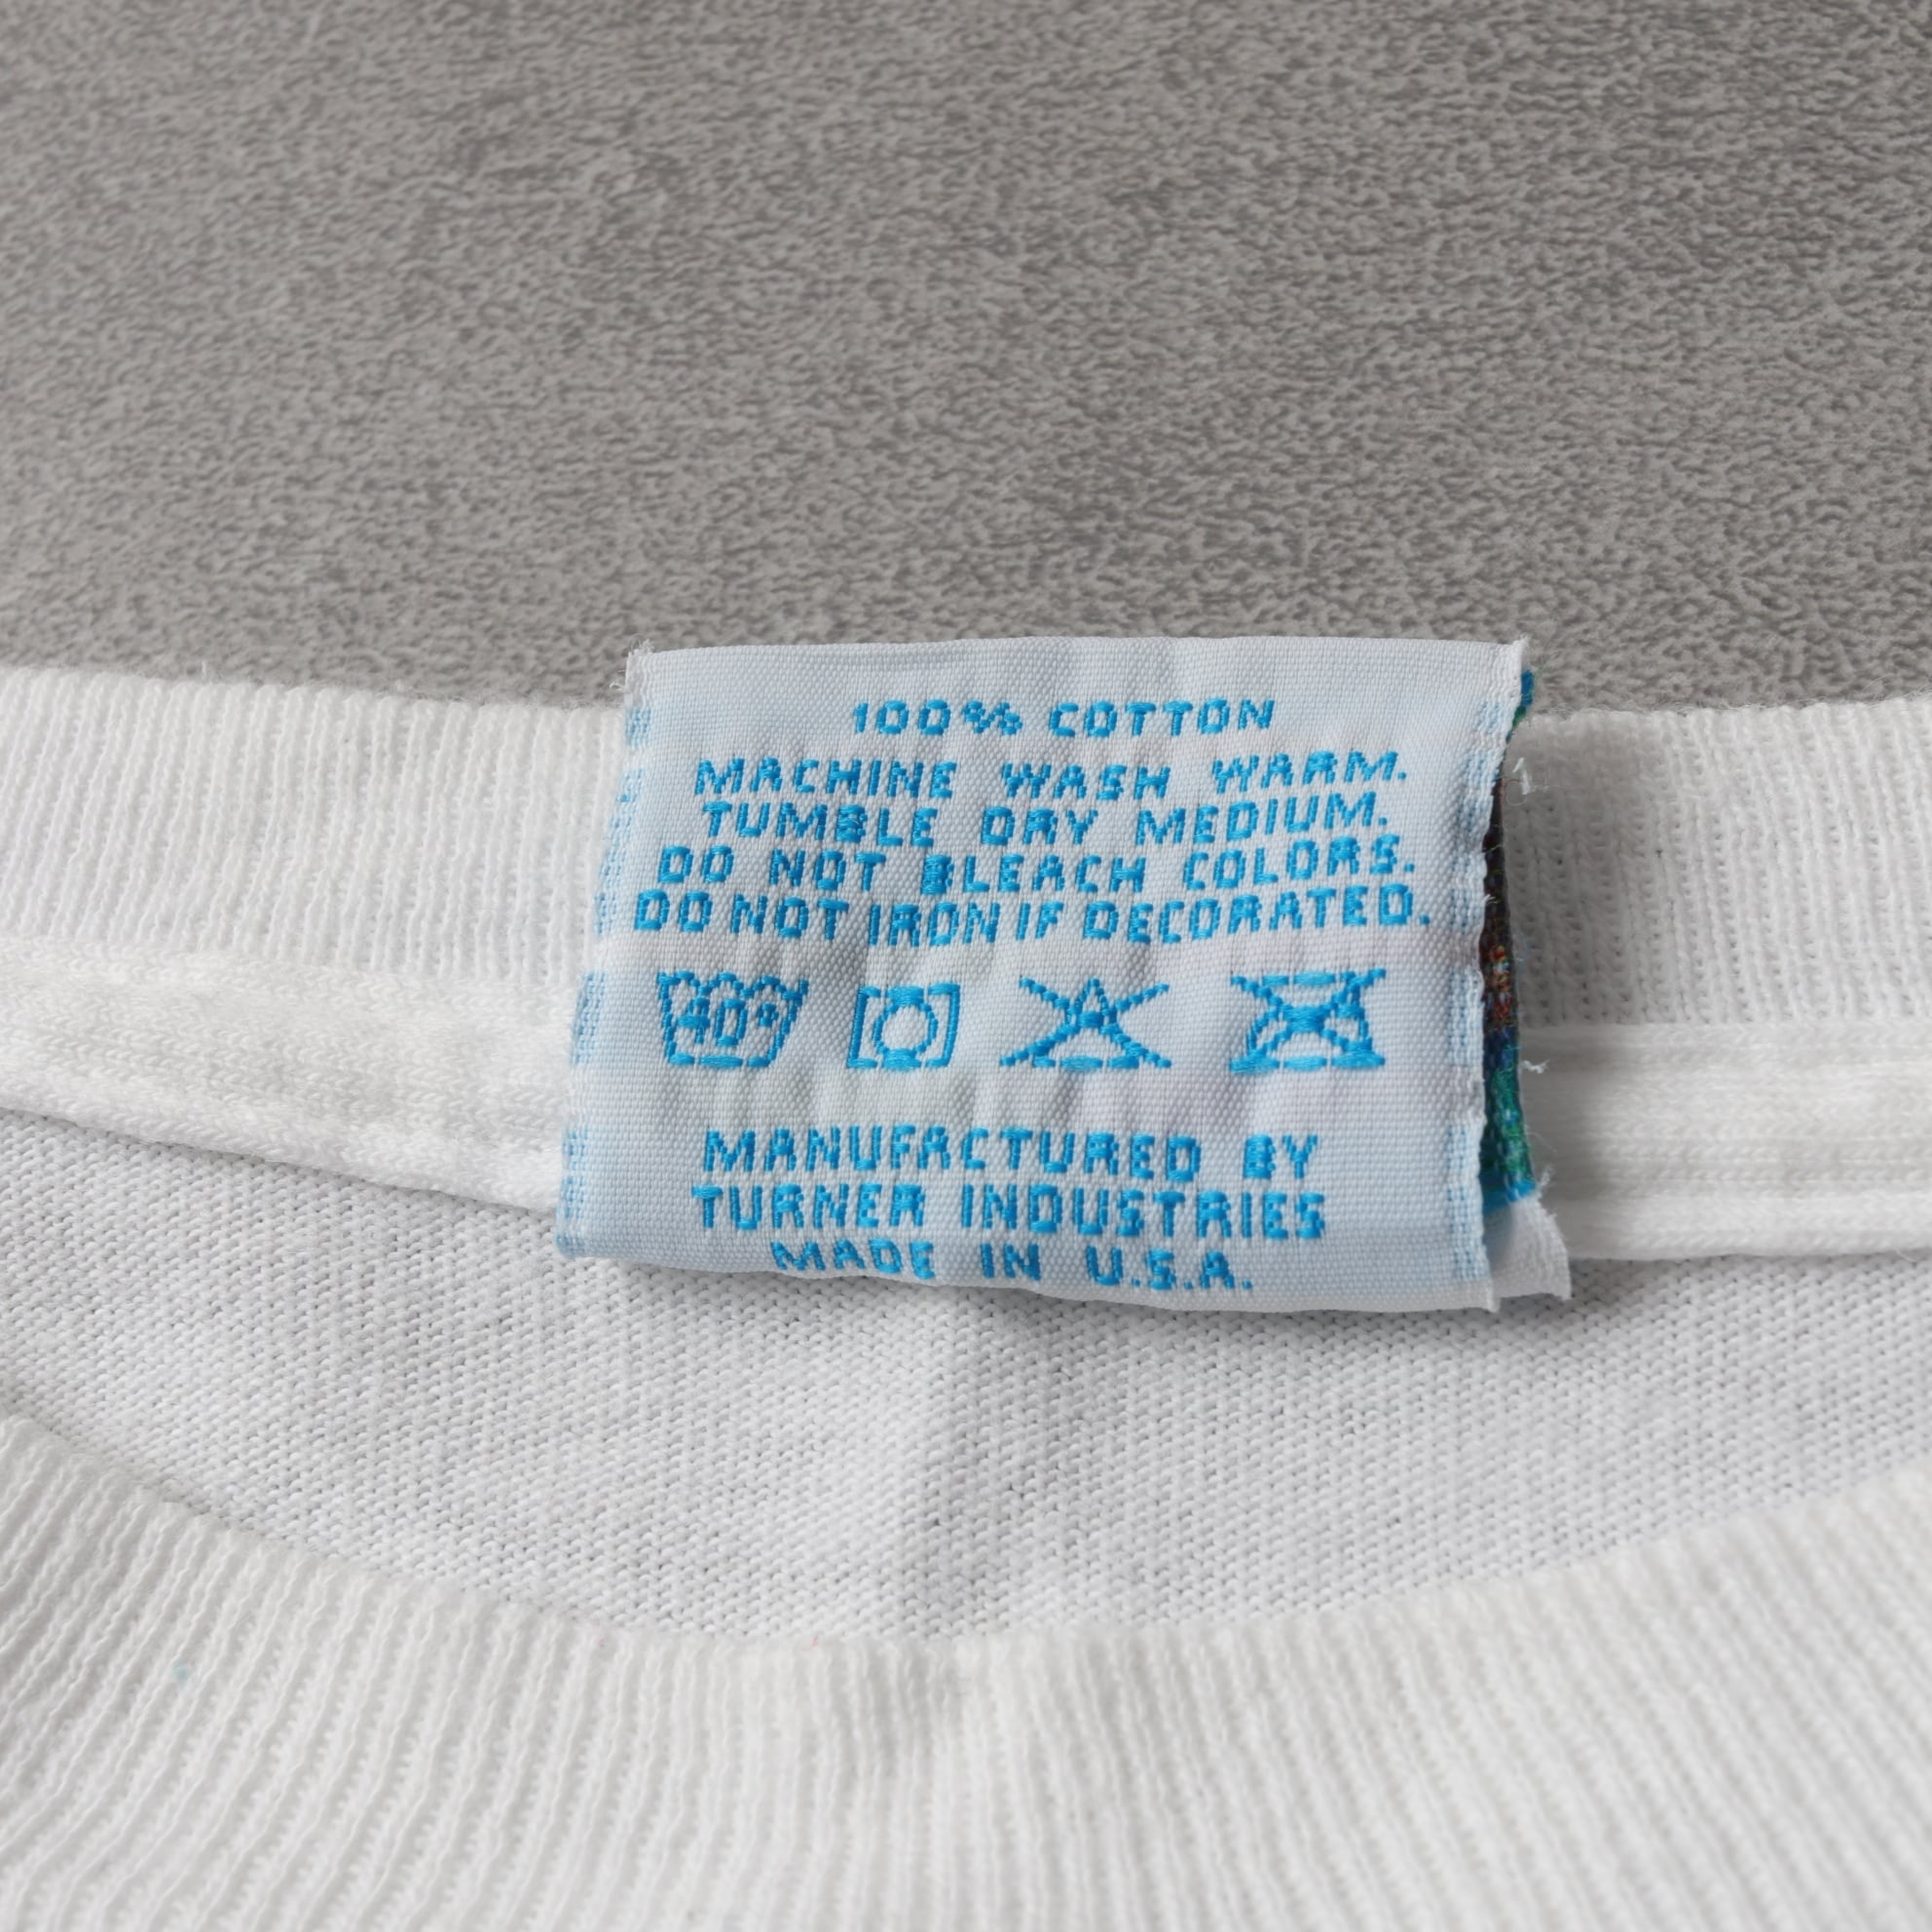 100% COTTON
MACHINE WASH WARM.
TUMBLE DRY MEDIUM.
DO NOT BLEACH COLORS.
DO NOT IRON IF DECORATED.
40°
MANUFACTURED BY
TURNER INDUSTRIES
MADE IN U.S.A.